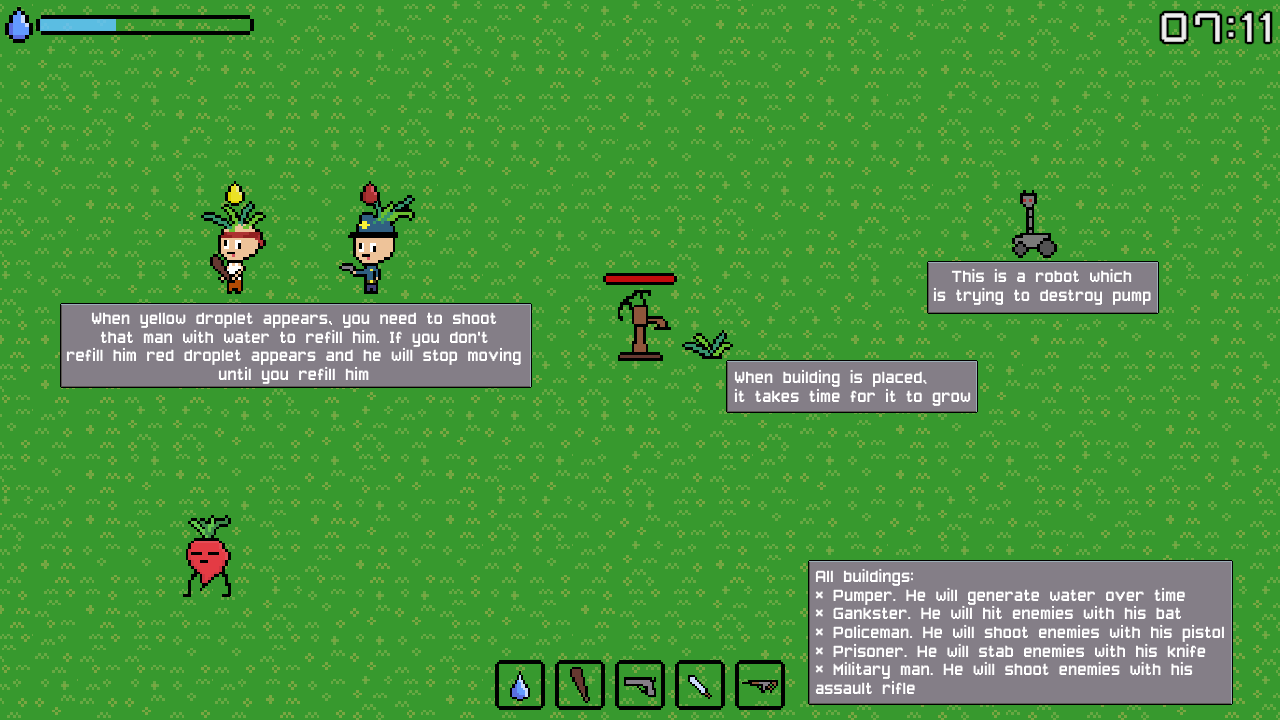 07:11
This is a robot which
is trying to destroy pump
When yellow droplet appears, you need to shoot
that man with water to refill him. If you don't
refill him red droplet appears and he will stop moving
until you refill him
When building is placed,
it takes time for it to grow
All buildings:
× Pumper. He will generate water over time
× Gankster. He will hit enemies with his bat
× Policeman. He will shoot enemies with his pistol
× Prisoner. He will stab enemies with his knife
× Military man. He will shoot enemies with his
assault rifle